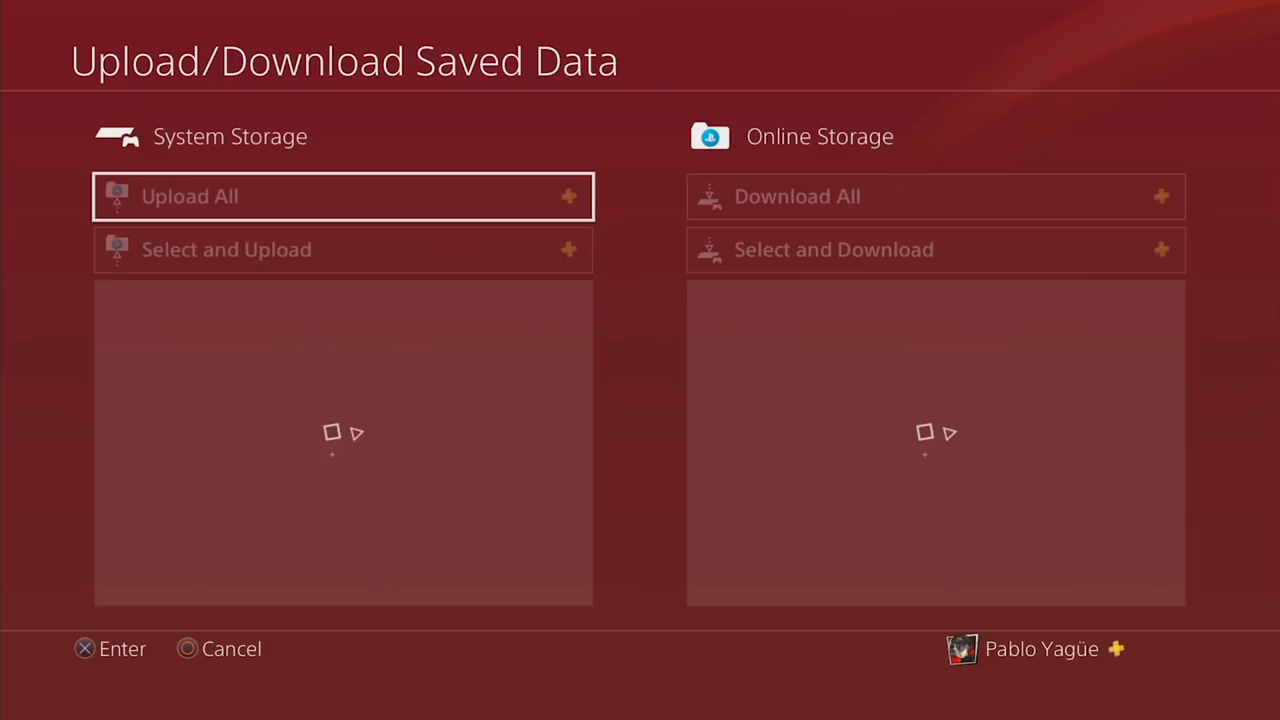 Upload/Download Saved Data
System Storage
Upload All
Select and Upload
Online Storage
Download All
Select and Download
Enter
Cancel
Pablo Yagüe